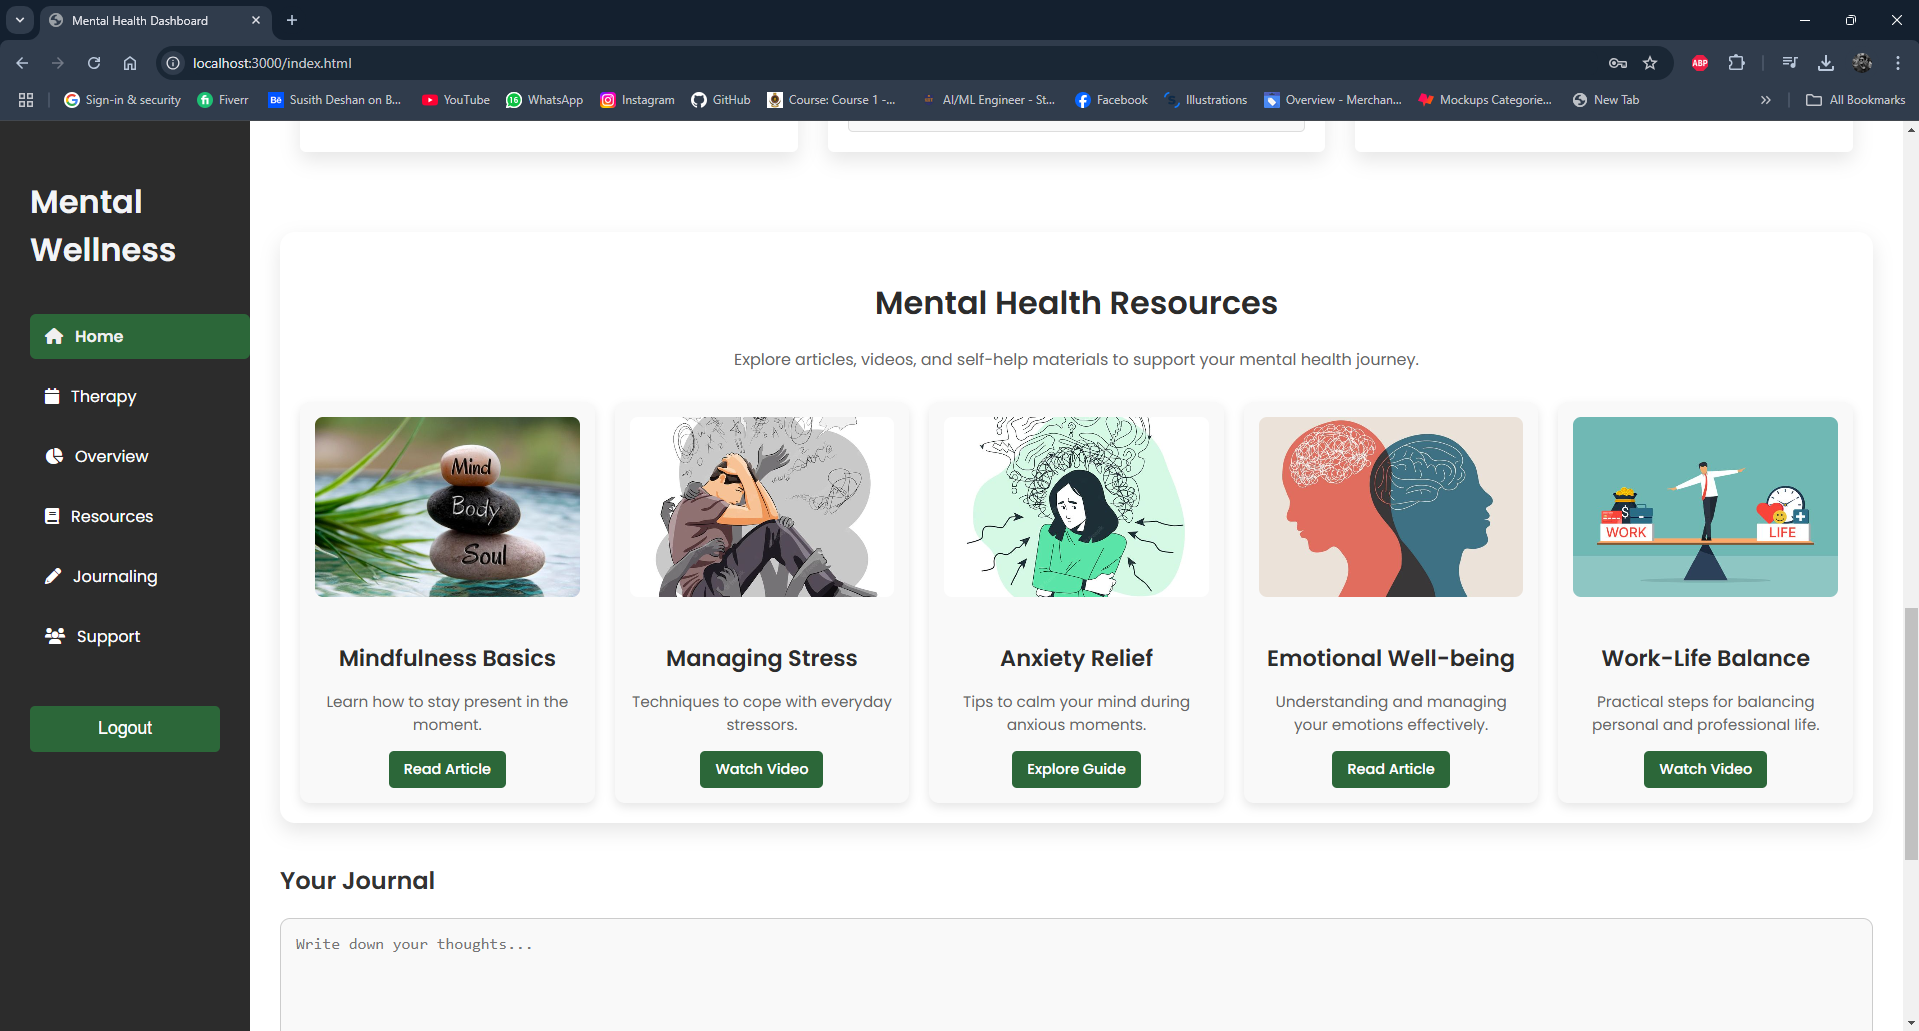 Mental Health Dashboard
localhost:3000/index.html
ABP
Sign-in & security
Fiverr
Bē
Susith Deshan on B...
YouTube
16
WhatsApp
Instagram
GitHub
Course: Course 1 -...
AI/ML Engineer - St...
Facebook
Illustrations
Overview - Merchan...
Mockups Categorie...
New Tab
All Bookmarks
Mental
Wellness
Home
Therapy
Overview
Resources
Journaling
Support
Logout
Mental Health Resources
Explore articles, videos, and self-help materials to support your mental health journey.
Mind
Body
Soul
Mindfulness Basics
Learn how to stay present in the
moment.
Read Article
Managing Stress
Techniques to cope with everyday
stressors.
Watch Video
Anxiety Relief
Tips to calm your mind during
anxious moments.
Explore Guide
Emotional Well-being
Understanding and managing
your emotions effectively.
Read Article
$
WORK
LIFE
Work-Life Balance
Practical steps for balancing
personal and professional life.
Watch Video
Your Journal
Write down your thoughts...